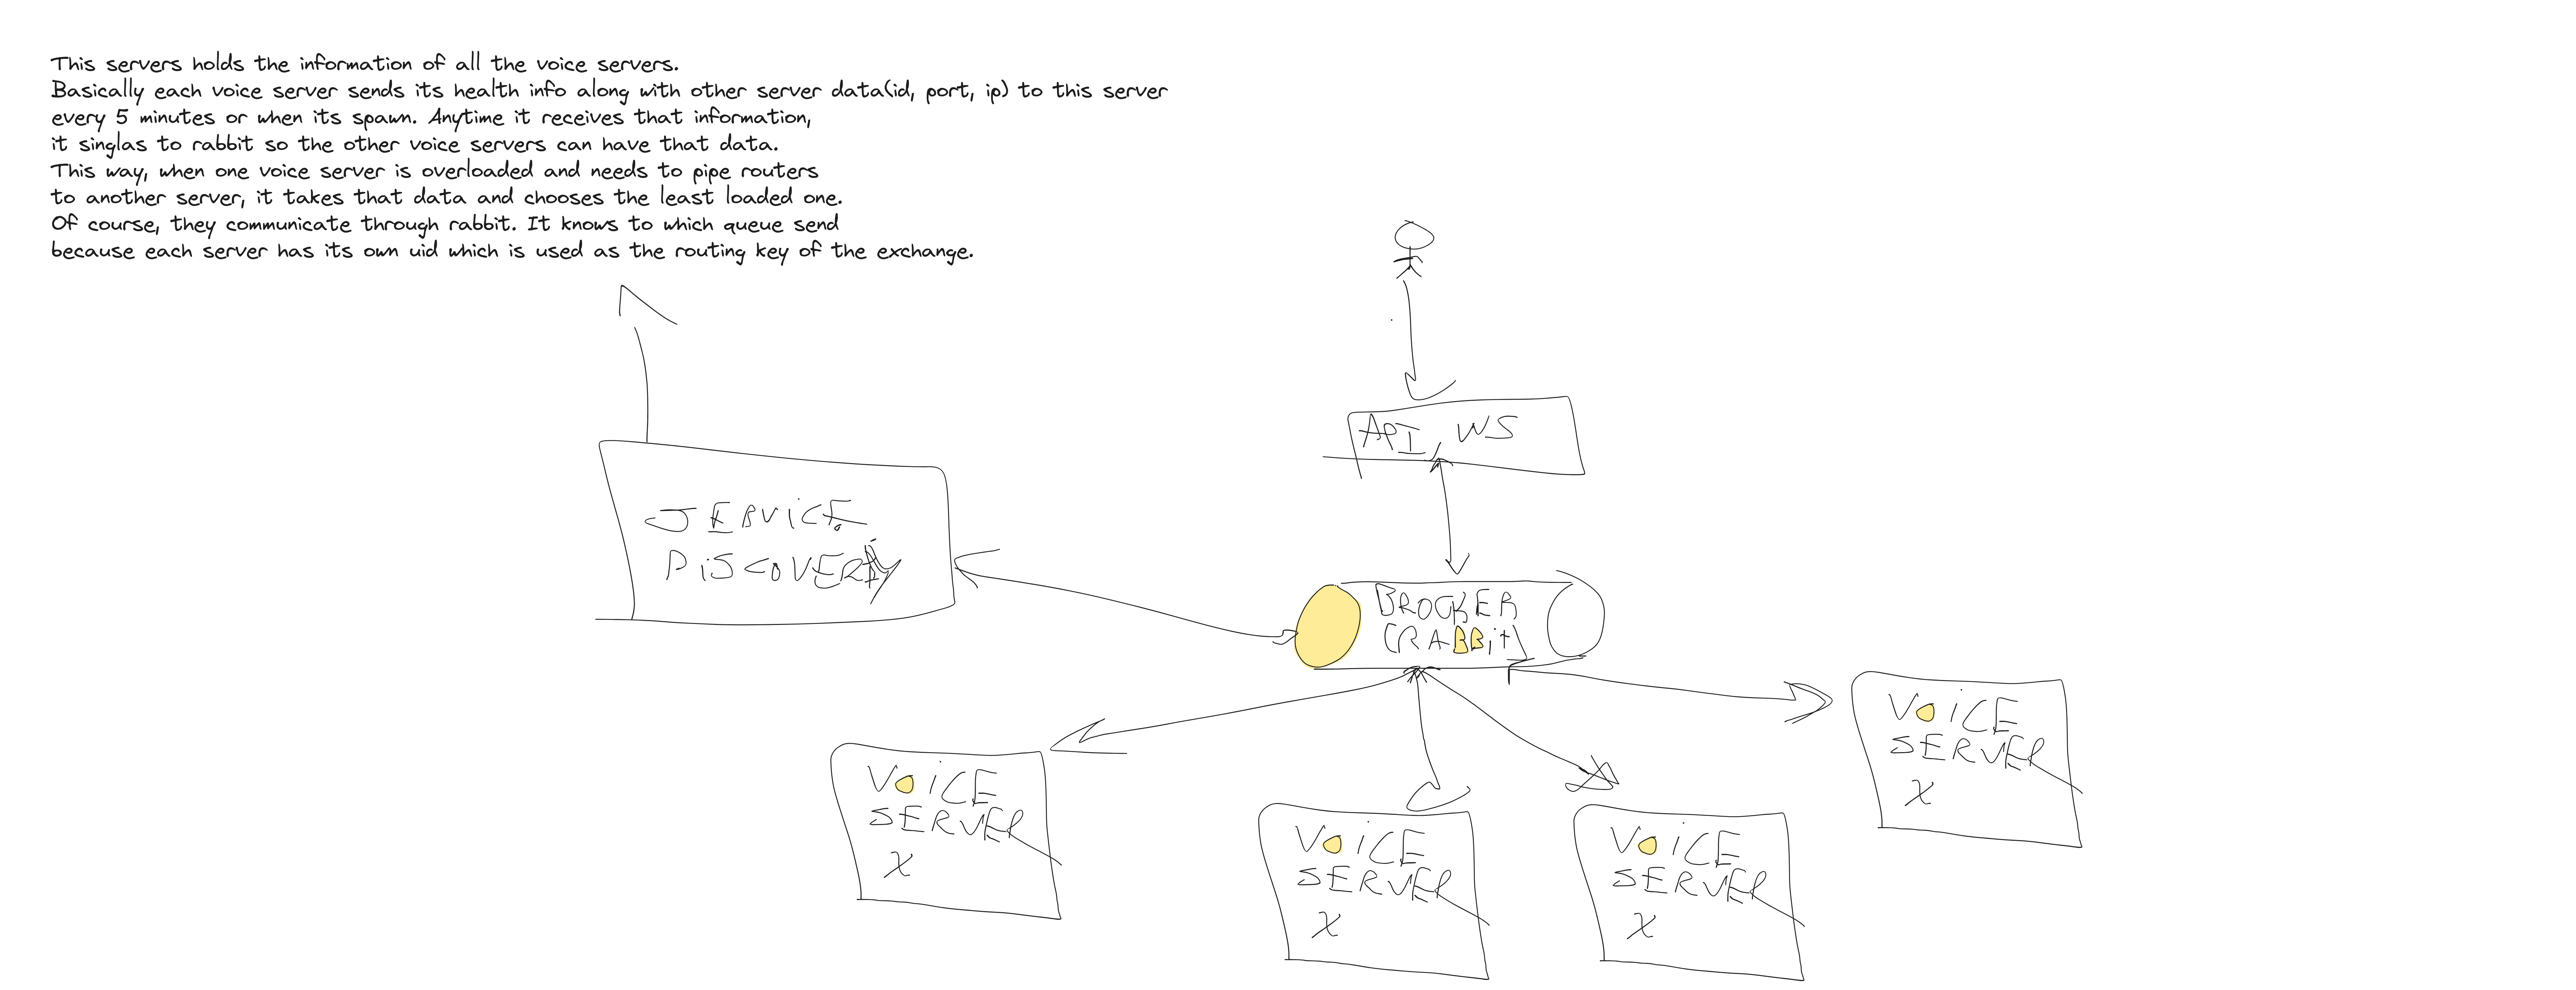 This servers holds the information of all the voice servers.
Basically each voice server sends its health info along with other server data(id, port, ip) to this server
every 5 minutes or when its spawn. Anytime it receives that information,
it singlas to rabbit so the other voice servers can have that data.
This way, when one voice server is overloaded and needs to pipe routers
to another server, it takes that data and chooses the least loaded one.
Of course, they communicate through rabbit. It knows to which queue send
because each server has its own uid which is used as the routing key of the exchange.
API, WS
SERVICE
DISCOVERY
BROCKER
(RABBit)
VOiCE
SERVER
X
VOiCE
SERVER
X
VOiCE
SERVER
X
VOiCE
SERVER
X